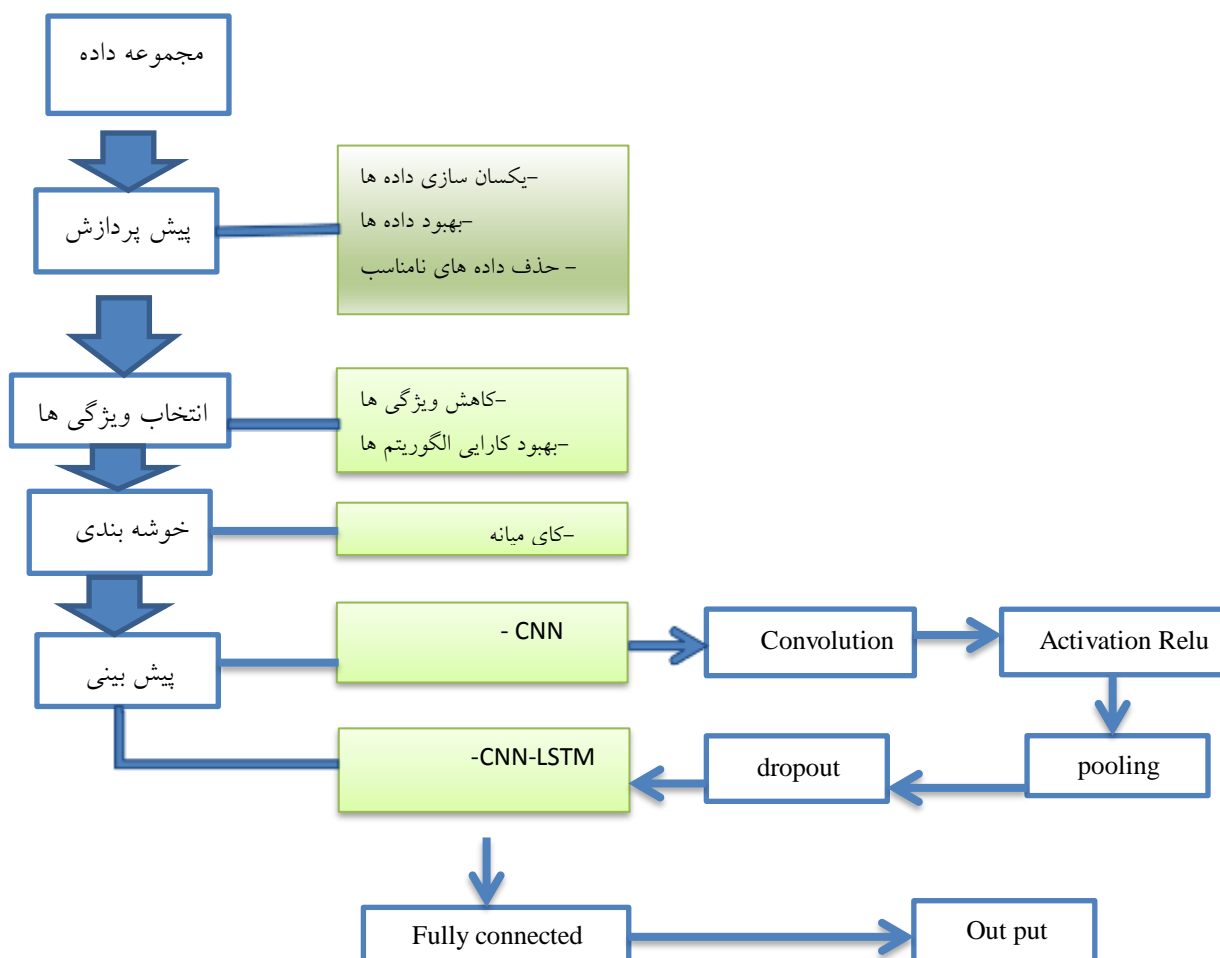 مجموعه داده
پیش پردازش
–یکسان سازی داده ها
–بهبود داده ها
– حذف داده های نامناسب
انتخاب ویژگی ها
–کاهش ویژگی ها
–بهبود کارایی الگوریتم ها
خوشه بندی
–کای میانه
پیش بینی
- CNN
Convolution
Activation Relu
-CNN-LSTM
dropout
pooling
Fully connected
Out put